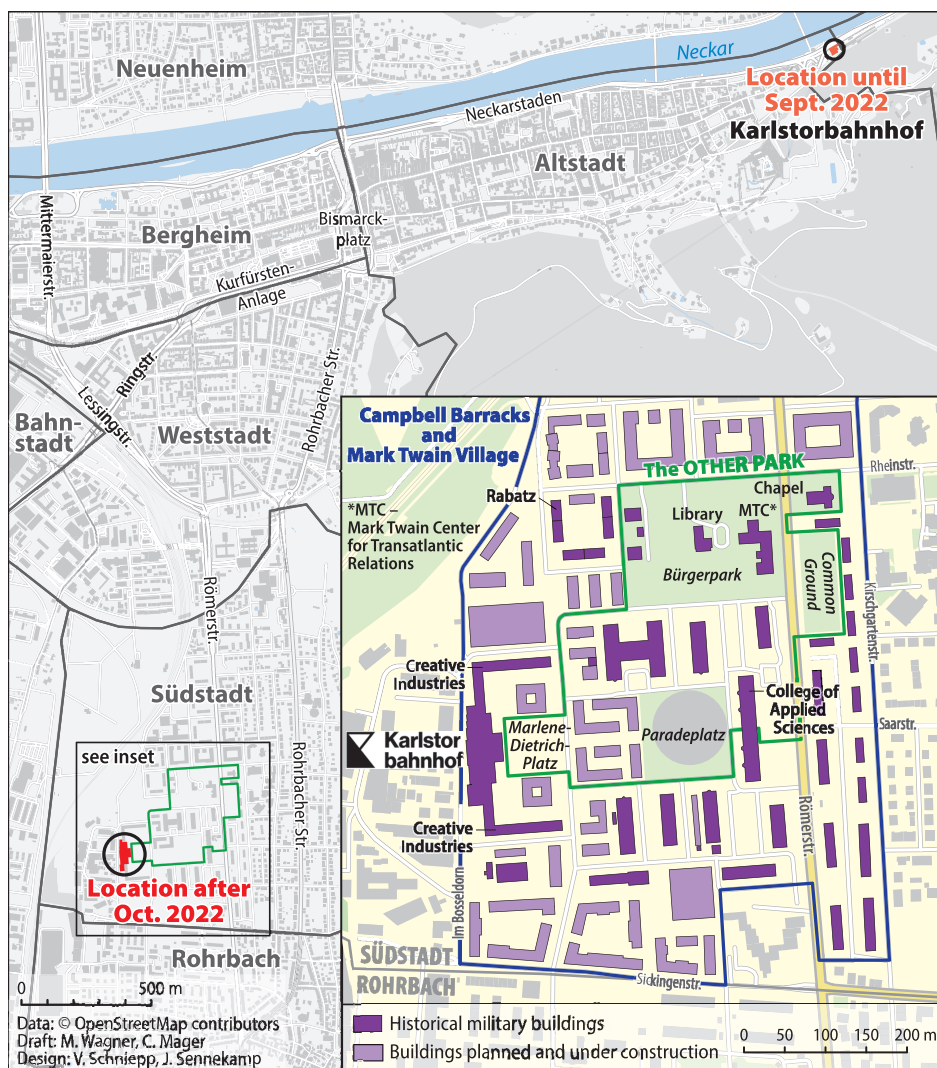 Neuenheim
Neckar
Location until
Sept. 2022
Karlstorbahnhof
Neckarstaden
Altstadt
Mittermaierstr.
Bergheim
Bismarck-
platz
Kurfürsten-
Anlage
Ringstr.
Lessingstr.
Rohrbacher Str.
Bahn-
stadt
Weststadt
Römerstr.
Südstadt
Rohrbacher Str.
see inset
Location after
Oct. 2022
Rohrbach
0 500 m
Data: © OpenStreetMap contributors
Draft: M. Wagner, C. Mager
Design: V. Schniepp, J. Sennekamp
Campbell Barracks
and
Mark Twain Village
*MTC –
Mark Twain Center
for Transatlantic
Relations
The OTHER PARK
Rheinstr.
Rabatz
Chapel
Library
MTC*
Bürgerpark
Common
Ground
Kirschgartenstr.
Creative
Industries
College of
Applied
Sciences
Saarstr.
Marlene-
Dietrich-
Platz
Paradeplatz
Karlstor
bahnhof
Creative
Industries
Römerstr.
Im Bosseldorn
SÜDSTADT
ROHRBACH
Sickingenstr.
Historical military buildings
Buildings planned and under construction
0 50 100 150 200 m